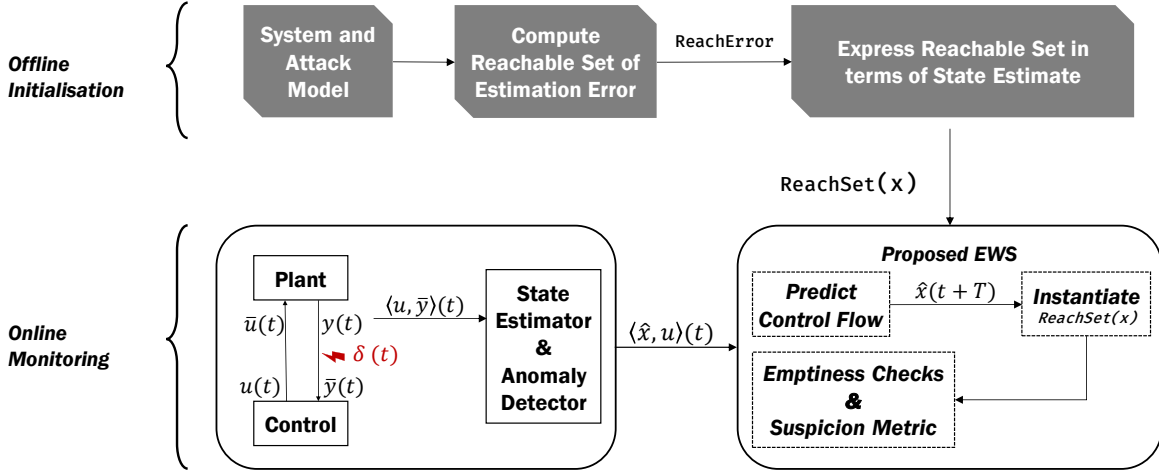 Offline
Initialisation
System and
Attack
Model
Compute
Reachable Set of
Estimation Error
ReachError
Express Reachable Set in
terms of State Estimate
ReachSet(x)
Online
Monitoring
Plant
ū(t)
y(t)
δ (t)
u(t)
ȳ(t)
Control
⟨u, ȳ⟩(t)
State
Estimator
&
Anomaly
Detector
⟨x̂, u⟩(t)
Proposed EWS
Predict
Control Flow
x̂(t + T)
Instantiate
ReachSet(x)
Emptiness Checks
&
Suspicion Metric